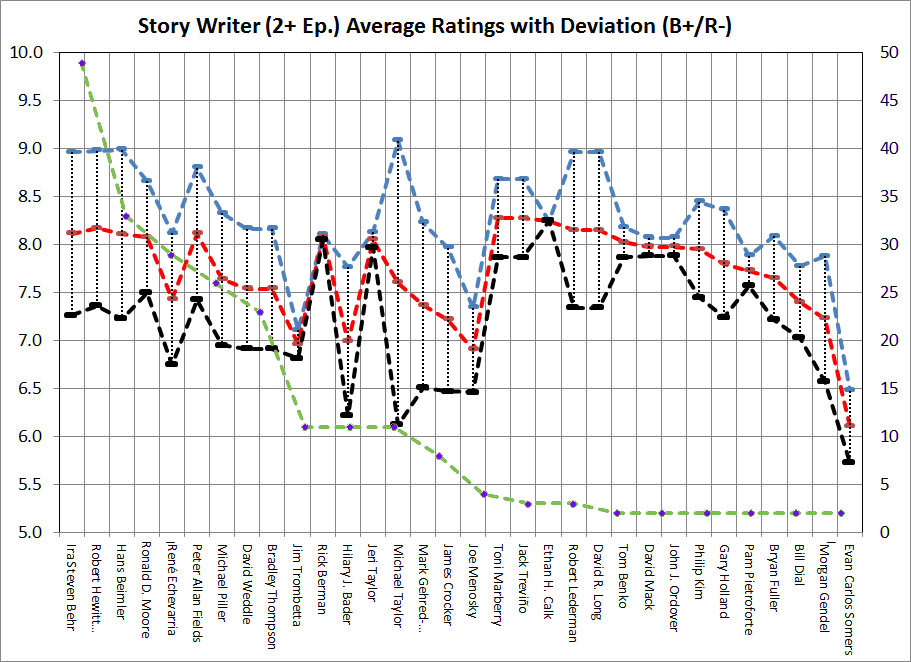 Story Writer (2+ Ep.) Average Ratings with Deviation (B+/R-)
10.0
9.5
9.0
8.5
8.0
7.5
7.0
6.5
6.0
5.5
5.0
50
45
40
35
30
25
20
15
10
5
0
Ira Steven Behr
Robert Hewitt...
Hans Beimler
Ronald D. Moore
René Echevarria
Peter Allan Fields
Michael Piller
David Weddle
Bradley Thompson
Jim Trombetta
Rick Berman
Hilary J. Bader
Jeri Taylor
Michael Taylor
Mark Gehred-...
James Crocker
Joe Menosky
Toni Marberry
Jack Treviño
Ethan H. Calk
Robert Lederman
David R. Long
Tom Benko
David Mack
John J. Ordover
Philip Kim
Gary Holland
Pam Pietroforte
Bryan Fuller
Bill Dial
Morgan Gendel
Evan Carlos Somers